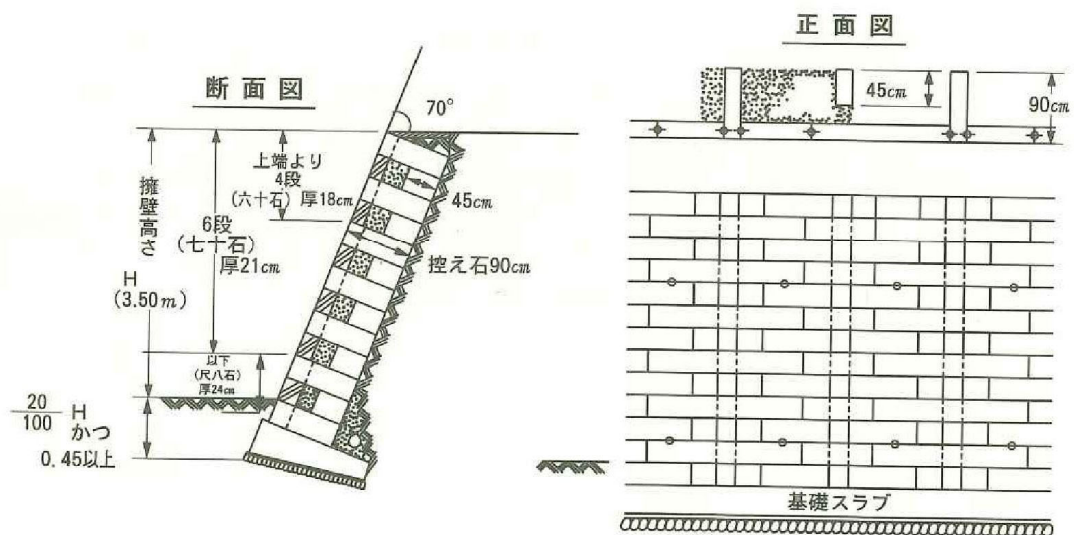 断面図
70°
上端より
4段
(六十石)厚18cm
45cm
6段
(七十石)
厚21cm
控え石90cm
擁壁高さ
H
(3.50m)
以下
(尺八石)
厚24cm
20
100
H
かつ
0.45以上
正面図
45cm
90cm
基礎スラブ